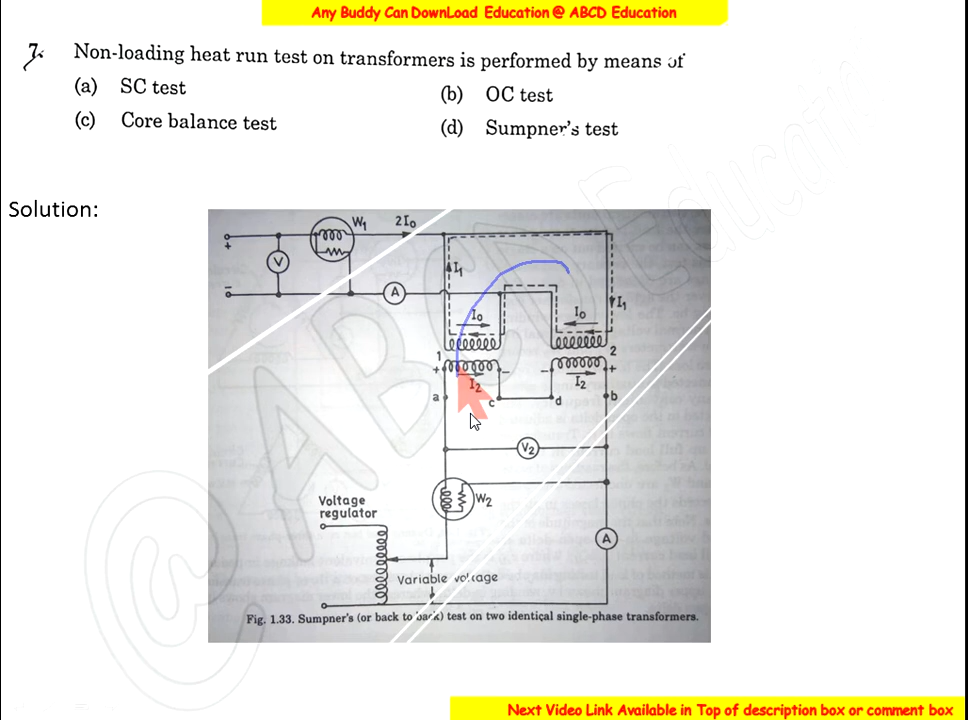 Any Buddy Can DownLoad Education @ ABCD Education
7. Non-loading heat run test on transformers is performed by means of
(a) SC test
(b) OC test
(c) Core balance test
(d) Sumpner's test
Solution:
@ABCD Education
W₁ 2I₀
+
V
−
A
I₁
I₁
I₀
I₀
1
2
+ −
− +
I₂
I₂
a c d b
V₂
W₂
Voltage
regulator
A
Variable voltage
Fig. 1.33. Sumpner's (or back to back) test on two identical single-phase transformers.
Next Video Link Available in Top of description box or comment box